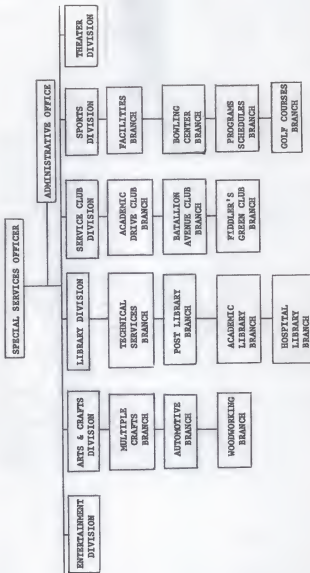 SPECIAL SERVICES OFFICER
ADMINISTRATIVE OFFICE
ENTERTAINMENT
DIVISION
ARTS & CRAFTS
DIVISION
MULTIPLE
CRAFTS
BRANCH
AUTOMOTIVE
BRANCH
WOODWORKING
BRANCH
LIBRARY DIVISION
TECHNICAL
SERVICES
BRANCH
POST LIBRARY
BRANCH
ACADEMIC
LIBRARY
BRANCH
HOSPITAL
LIBRARY
BRANCH
SERVICE CLUB
DIVISION
ACADEMIC
DRIVE CLUB
BRANCH
BATALLION
AVENUE CLUB
BRANCH
FIDDLER'S
GREEN CLUB
BRANCH
SPORTS
DIVISION
FACILITIES
BRANCH
BOWLING
CENTER
BRANCH
PROGRAMS
SCHEDULES
BRANCH
GOLF COURSES
BRANCH
THEATER
DIVISION